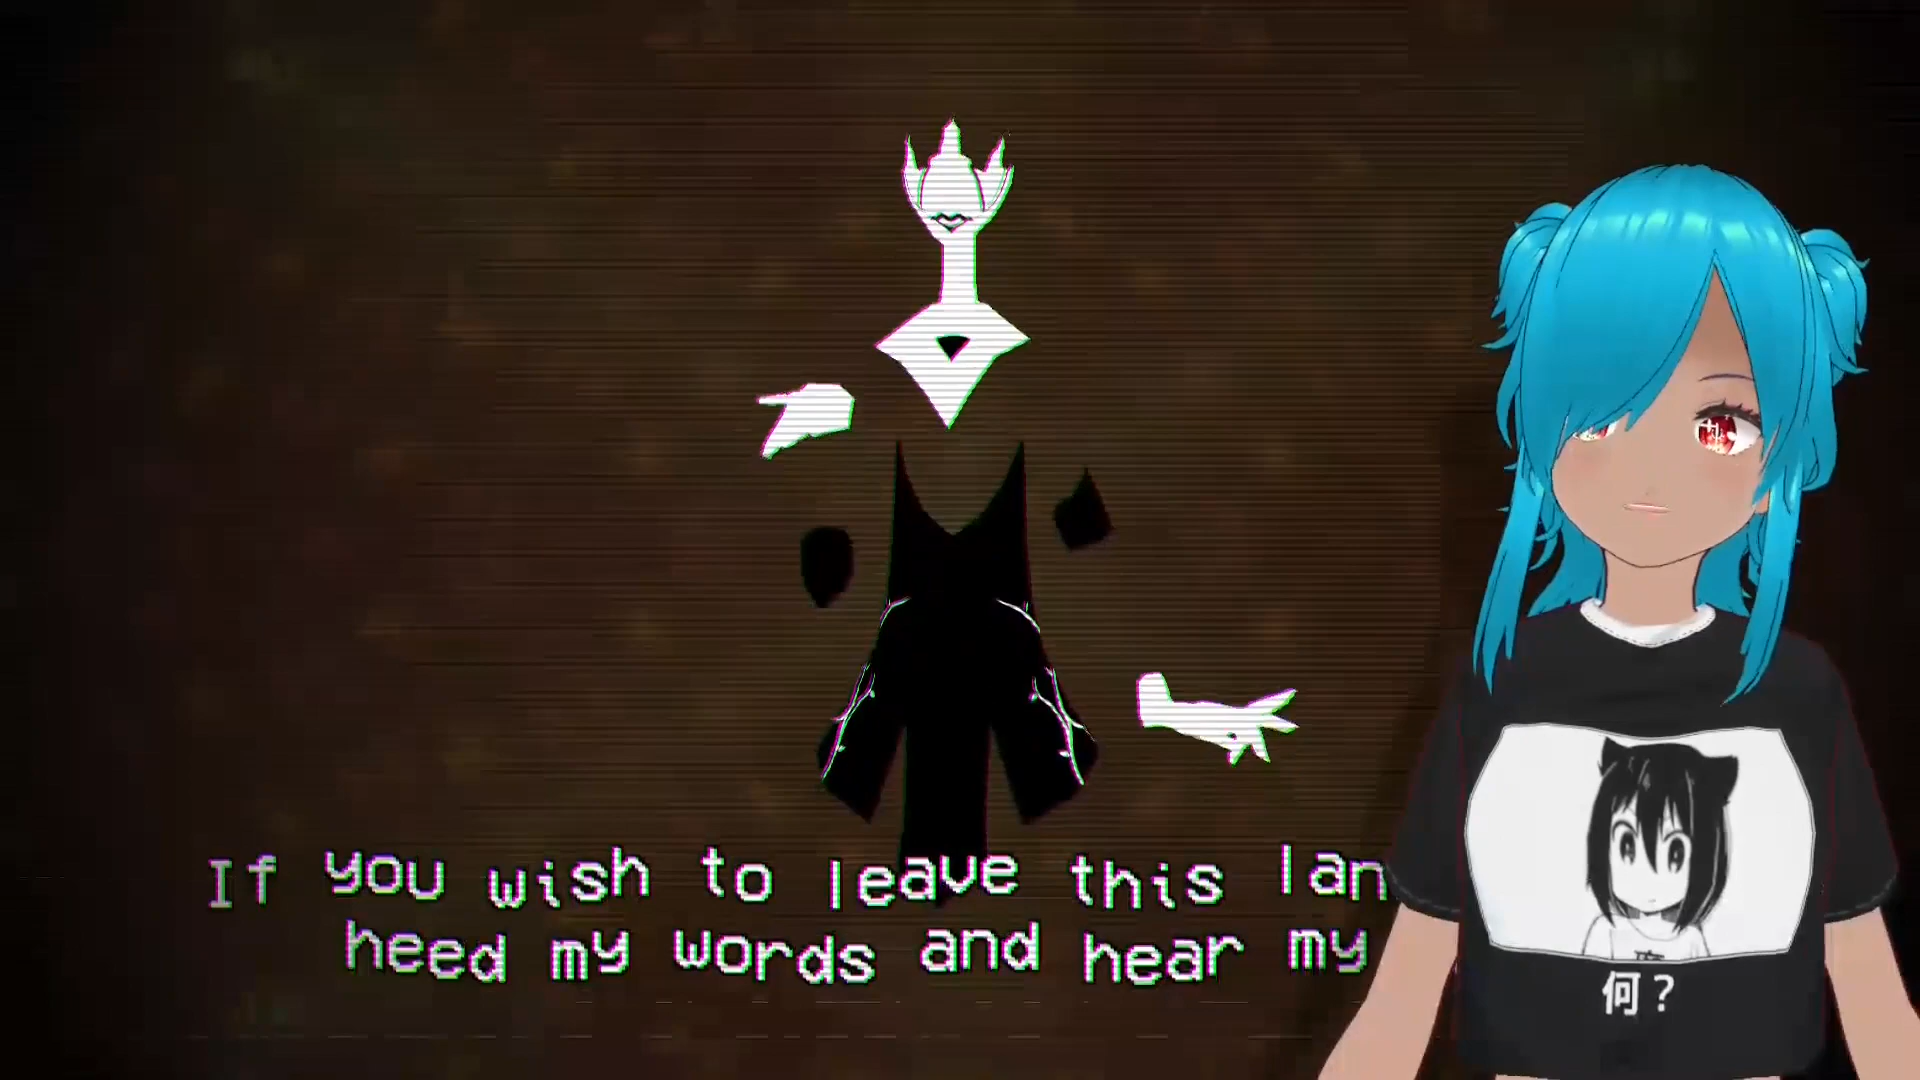 If you wish to leave this lan
heed my words and hear my
何？